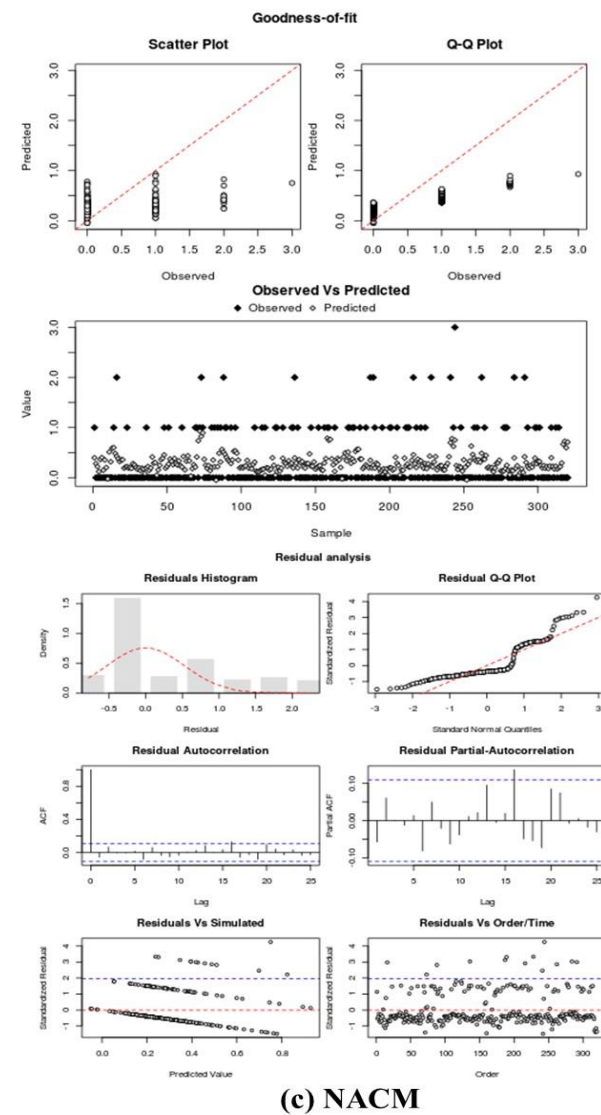 Goodness-of-fit
Scatter Plot
Q-Q Plot
Predicted
0.0 1.0 2.0 3.0
0.0 0.5 1.0 1.5 2.0 2.5 3.0
Observed
Predicted
0.0 1.0 2.0 3.0
0.0 0.5 1.0 1.5 2.0 2.5 3.0
Observed
Observed Vs Predicted
Observed Predicted
Value
0.0 1.0 2.0 3.0
0 50 100 150 200 250 300
Sample
Residual analysis
Residuals Histogram
Residual Q-Q Plot
Density
0.0 0.5 1.0 1.5
-0.5 0.0 0.5 1.0 1.5 2.0
Residual
Standardized Residual
-1 0 1 2 3 4
-3 -2 -1 0 1 2 3
Standard Normal Quantiles
Residual Autocorrelation
Residual Partial-Autocorrelation
ACF
0.0 0.4 0.8
0 5 10 15 20 25
Lag
Partial ACF
-0.10 0.00 0.10
5 10 15 20 25
Lag
Residuals Vs Simulated
Residuals Vs Order/Time
Standardized Residual
-1 0 1 2 3 4
0.0 0.2 0.4 0.6 0.8
Predicted Value
Standardized Residual
-1 0 1 2 3 4
0 50 100 150 200 250 300
Order
(c) NACM